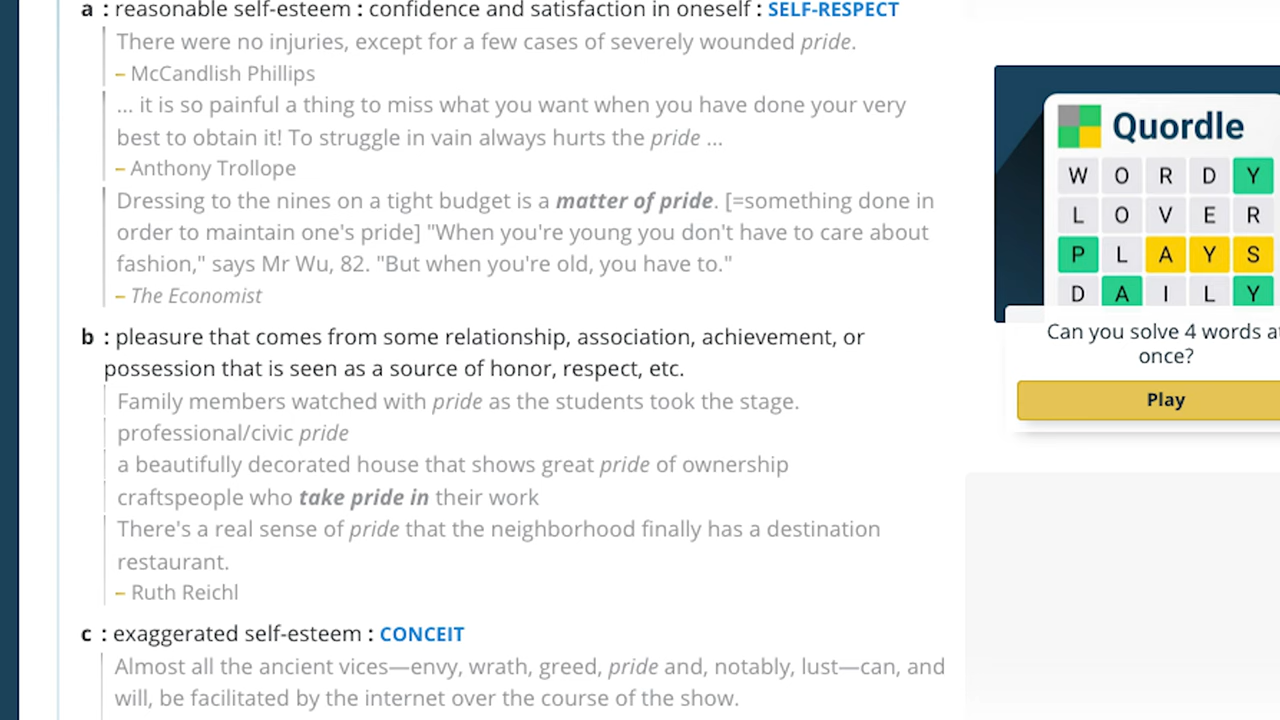 a : reasonable self-esteem : confidence and satisfaction in oneself : SELF-RESPECT
There were no injuries, except for a few cases of severely wounded pride.
– McCandlish Phillips
... it is so painful a thing to miss what you want when you have done your very
best to obtain it! To struggle in vain always hurts the pride ...
– Anthony Trollope
Dressing to the nines on a tight budget is a matter of pride. [=something done in
order to maintain one's pride] "When you're young you don't have to care about
fashion," says Mr Wu, 82. "But when you're old, you have to."
– The Economist
b : pleasure that comes from some relationship, association, achievement, or
possession that is seen as a source of honor, respect, etc.
Family members watched with pride as the students took the stage.
professional/civic pride
a beautifully decorated house that shows great pride of ownership
craftspeople who take pride in their work
There's a real sense of pride that the neighborhood finally has a destination
restaurant.
– Ruth Reichl
c : exaggerated self-esteem : CONCEIT
Almost all the ancient vices—envy, wrath, greed, pride and, notably, lust—can, and
will, be facilitated by the internet over the course of the show.
Quordle
W O R D Y
L O V E R
P L A Y S
D A I L Y
Can you solve 4 words at
once?
Play